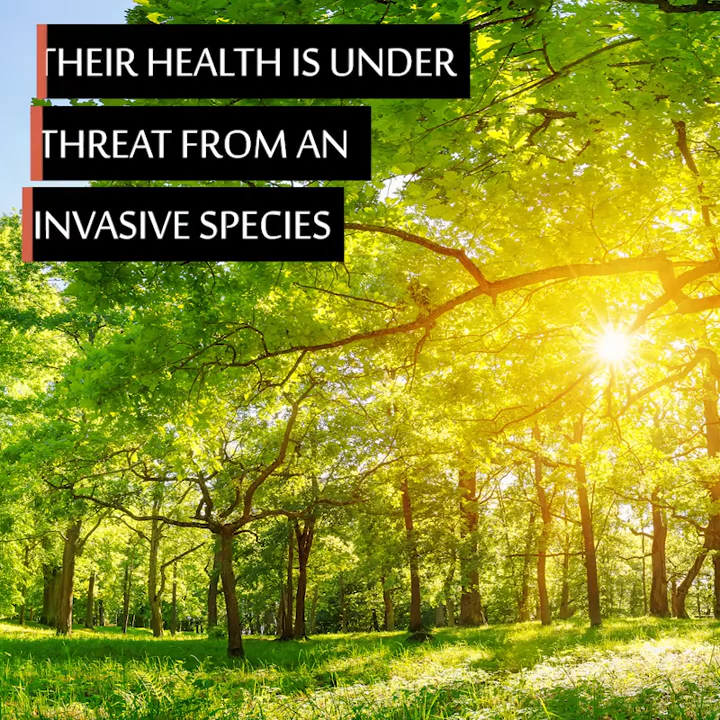 THEIR HEALTH IS UNDER
THREAT FROM AN
INVASIVE SPECIES